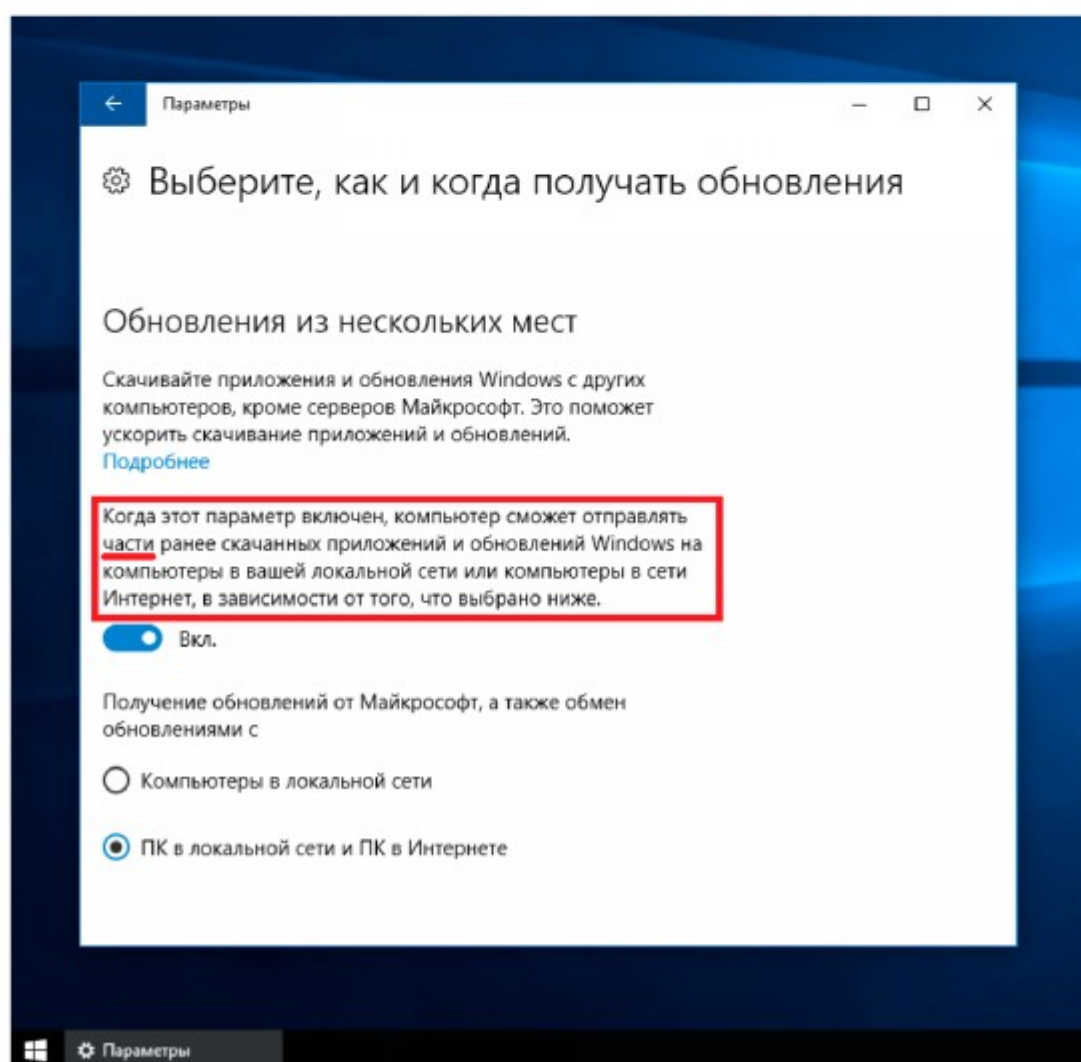 Параметры
Выберите, как и когда получать обновления
Обновления из нескольких мест
Скачивайте приложения и обновления Windows с других
компьютеров, кроме серверов Майкрософт. Это поможет
ускорить скачивание приложений и обновлений.
Подробнее
Когда этот параметр включен, компьютер сможет отправлять
части ранее скачанных приложений и обновлений Windows на
компьютеры в вашей локальной сети или компьютеры в сети
Интернет, в зависимости от того, что выбрано ниже.
Вкл.
Получение обновлений от Майкрософт, а также обмен
обновлениями с
Компьютеры в локальной сети
ПК в локальной сети и ПК в Интернете
Параметры